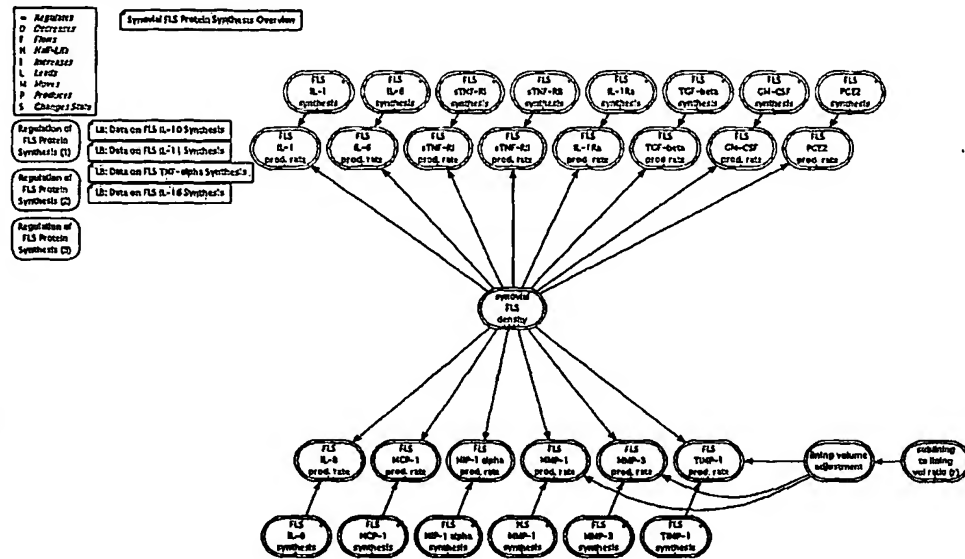 = Regulates
D Decreases
F Flows
H Half-Life
I Increases
L Leads
M Moves
P Produces
S Changes State
Synovial FLS Protein Synthesis Overview
Regulation of
FLS Protein
Synthesis (1)
Regulation of
FLS Protein
Synthesis (2)
Regulation of
FLS Protein
Synthesis (3)
LB: Data on FLS IL-10 Synthesis
LB: Data on FLS IL-11 Synthesis
LB: Data on FLS TNF-alpha Synthesis
LB: Data on FLS IL-16 Synthesis
FLS
IL-1
synthesis
FLS
IL-6
synthesis
FLS
sTNF-RI
synthesis
FLS
sTNF-RII
synthesis
FLS
IL-1Ra
synthesis
FLS
TGF-beta
synthesis
FLS
GM-CSF
synthesis
FLS
PGE2
synthesis
FLS
IL-1
prod. rate
FLS
IL-6
prod. rate
FLS
sTNF-RI
prod. rate
FLS
prod. rate
FLS
IL-1Ra
prod. rate
FLS
TGF-beta
prod. rate
FLS
GM-CSF
prod. rate
FLS
PGE2
prod. rate
synovial
FLS
density
FLS
IL-8
prod. rate
FLS
MCP-1
prod. rate
FLS
MIP-1 alpha
prod. rate
FLS
MMP-1
prod. rate
FLS
MMP-3
prod. rate
FLS
TIMP-1
prod. rate
lining volume
adjustment
sublining
to lining
vol ratio (r)
FLS
synthesis
FLS
MCP-1
synthesis
FLS
MIP-1 alpha
synthesis
FLS
MMP-1
synthesis
FLS
MMP-3
synthesis
FLS
TIMP-1
synthesis